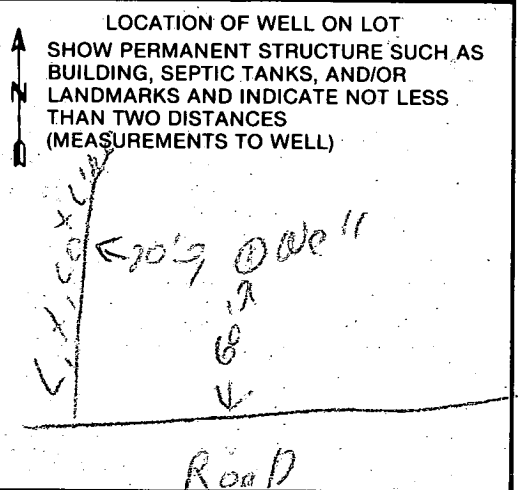 LOCATION OF WELL ON LOT
SHOW PERMANENT STRUCTURE SUCH AS
BUILDING, SEPTIC TANKS, AND/OR
LANDMARKS AND INDICATE NOT LESS
THAN TWO DISTANCES
(MEASUREMENTS TO WELL)
N
Well
Road